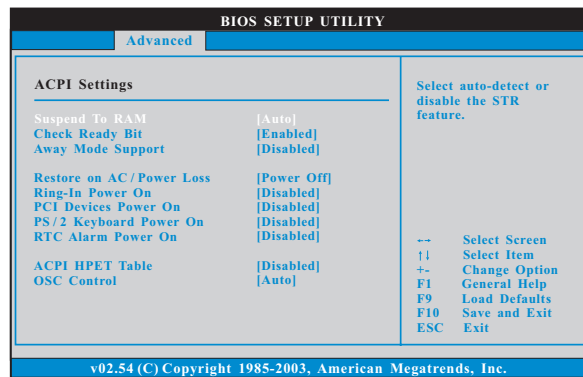 BIOS SETUP UTILITY
Advanced
ACPI Settings
Suspend To RAM [Auto]
Check Ready Bit [Enabled]
Away Mode Support [Disabled]
Restore on AC / Power Loss [Power Off]
Ring-In Power On [Disabled]
PCI Devices Power On [Disabled]
PS / 2 Keyboard Power On [Disabled]
RTC Alarm Power On [Disabled]
ACPI HPET Table [Disabled]
OSC Control [Auto]
Select auto-detect or
disable the STR
feature.
←→ Select Screen
↑↓ Select Item
+- Change Option
F1 General Help
F9 Load Defaults
F10 Save and Exit
ESC Exit
v02.54 (C) Copyright 1985-2003, American Megatrends, Inc.